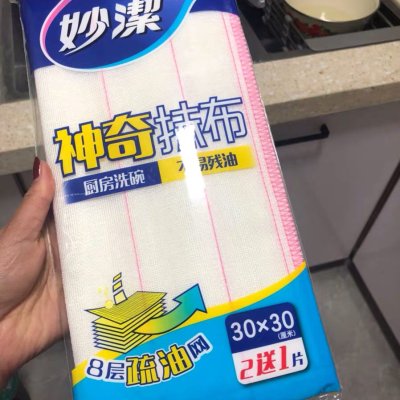 妙潔
神奇抹布
厨房洗碗 不易残油
8层疏油网
30×30
(厘米)
2送1片